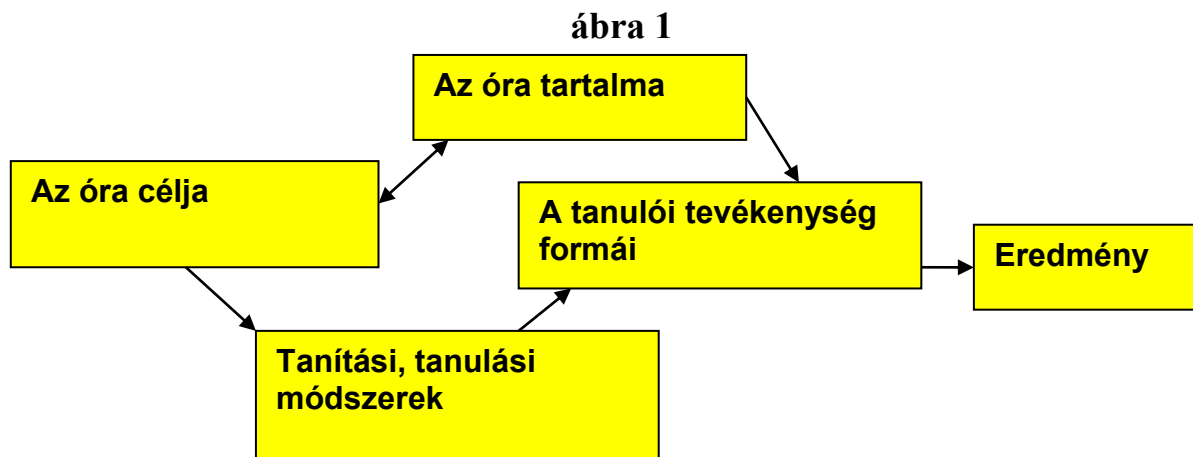 ábra 1
Az óra tartalma
Az óra célja
A tanulói tevékenység
formái
Eredmény
Tanítási, tanulási
módszerek